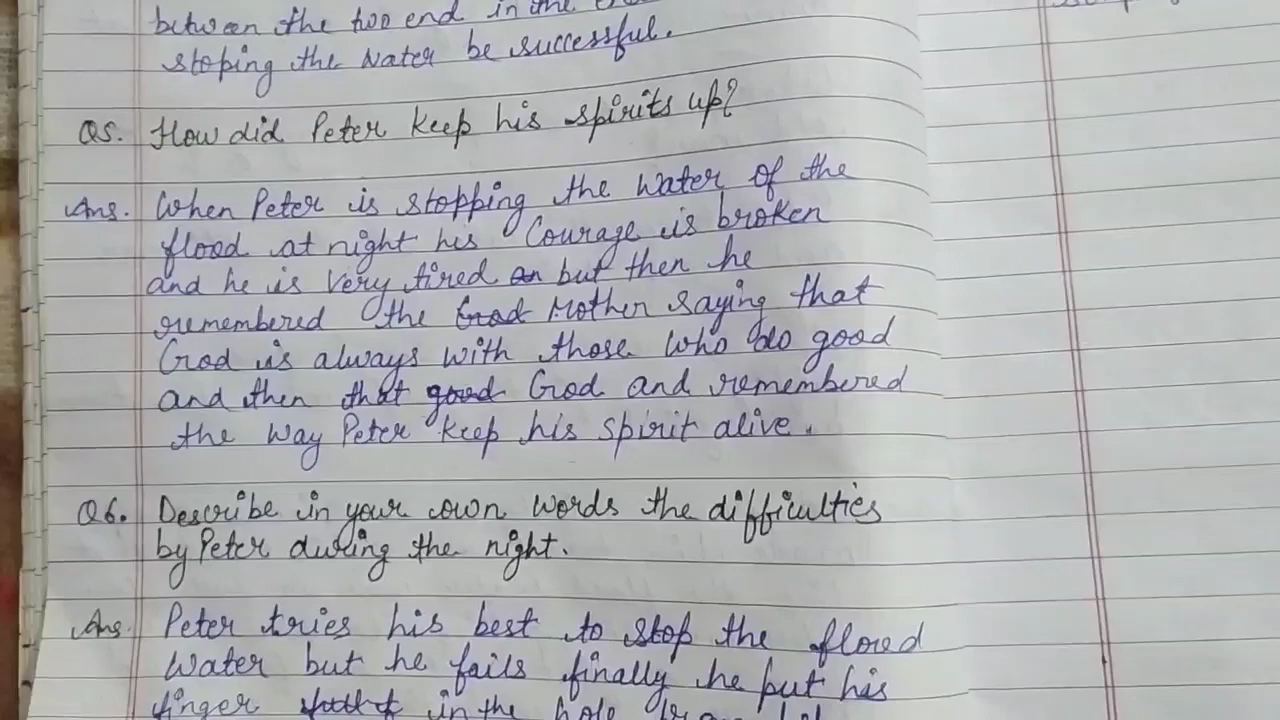 between the two end in the
stoping the water be successful.
Q5. How did Peter keep his spirits up?
Ans. When Peter is stopping the water of the
flood at night his courage is broken
and he is very tired an but then he
remembered the God Mother saying that
God is always with those who do good
and then that good God and remembered
the way Peter keep his spirit alive.
Q6. Describe in your own words the difficulties
by Peter during the night.
Ans. Peter tries his best to stop the flored
water but he fails finally he put his
finger in the hole